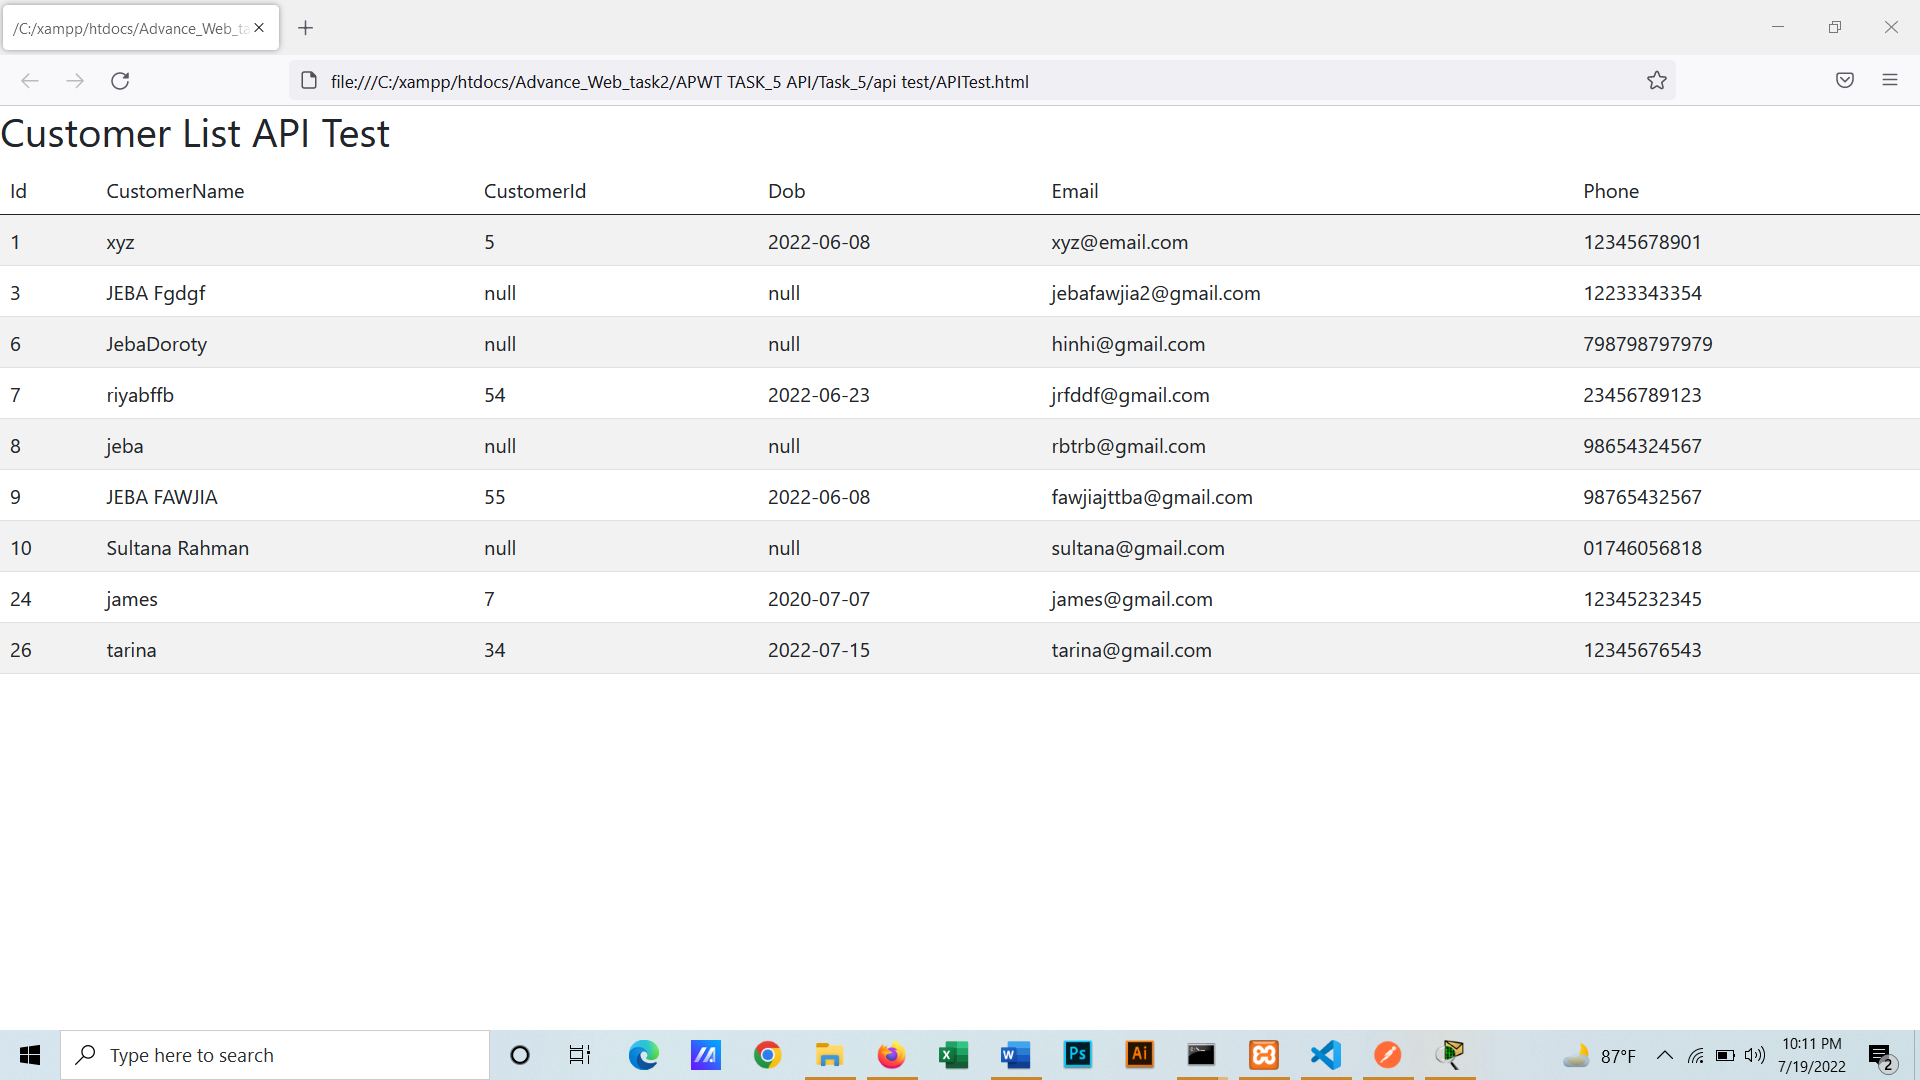 /C:/xampp/htdocs/Advance_Web_ta
file:///C:/xampp/htdocs/Advance_Web_task2/APWT TASK_5 API/Task_5/api test/APITest.html
Customer List API Test
Id CustomerName CustomerId Dob Email Phone
1 xyz 5 2022-06-08 xyz@email.com 12345678901
3 JEBA Fgdgf null null jebafawjia2@gmail.com 12233343354
6 JebaDoroty null null hinhi@gmail.com 798798797979
7 riyabffb 54 2022-06-23 jrfddf@gmail.com 23456789123
8 jeba null null rbtrb@gmail.com 98654324567
9 JEBA FAWJIA 55 2022-06-08 fawjiajttba@gmail.com 98765432567
10 Sultana Rahman null null sultana@gmail.com 01746056818
24 james 7 2020-07-07 james@gmail.com 12345232345
26 tarina 34 2022-07-15 tarina@gmail.com 12345676543
Type here to search
Ps
Ai
87°F
10:11 PM
7/19/2022
2